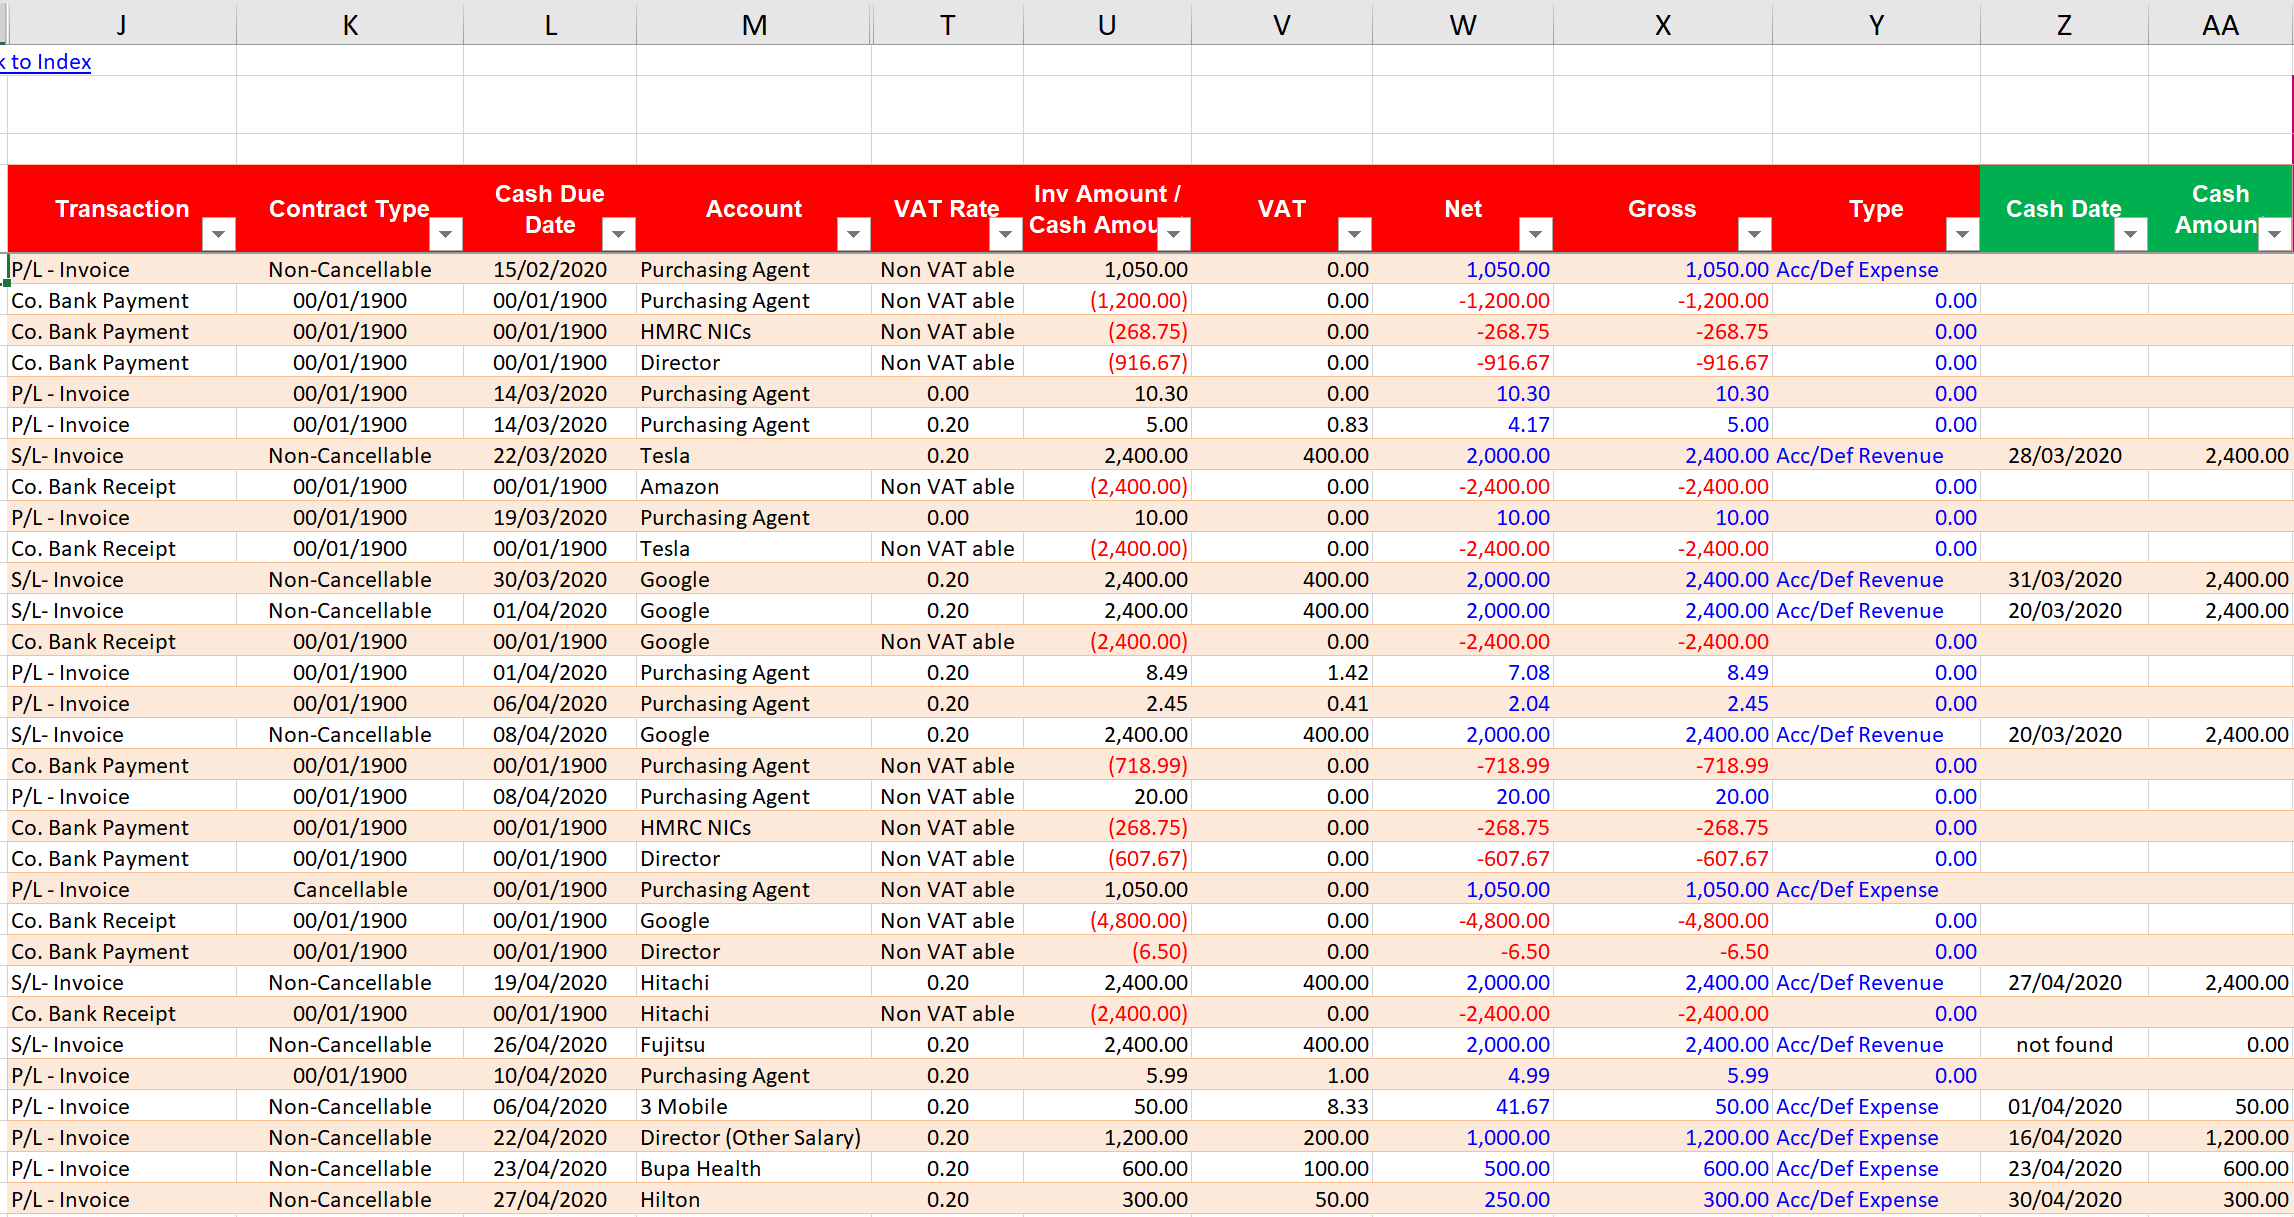 J K L M T U V W X Y Z AA
k to Index
Transaction Contract Type Cash Due Date Account VAT Rate Inv Amount / Cash Amou VAT Net Gross Type Cash Date Cash Amoun
P/L - Invoice Non-Cancellable 15/02/2020 Purchasing Agent Non VAT able 1,050.00 0.00 1,050.00 1,050.00 Acc/Def Expense
Co. Bank Payment 00/01/1900 00/01/1900 Purchasing Agent Non VAT able (1,200.00) 0.00 -1,200.00 -1,200.00 0.00
Co. Bank Payment 00/01/1900 00/01/1900 HMRC NICs Non VAT able (268.75) 0.00 -268.75 -268.75 0.00
Co. Bank Payment 00/01/1900 00/01/1900 Director Non VAT able (916.67) 0.00 -916.67 -916.67 0.00
P/L - Invoice 00/01/1900 14/03/2020 Purchasing Agent 0.00 10.30 0.00 10.30 10.30 0.00
P/L - Invoice 00/01/1900 14/03/2020 Purchasing Agent 0.20 5.00 0.83 4.17 5.00 0.00
S/L- Invoice Non-Cancellable 22/03/2020 Tesla 0.20 2,400.00 400.00 2,000.00 2,400.00 Acc/Def Revenue 28/03/2020 2,400.00
Co. Bank Receipt 00/01/1900 00/01/1900 Amazon Non VAT able (2,400.00) 0.00 -2,400.00 -2,400.00 0.00
P/L - Invoice 00/01/1900 19/03/2020 Purchasing Agent 0.00 10.00 0.00 10.00 10.00 0.00
Co. Bank Receipt 00/01/1900 00/01/1900 Tesla Non VAT able (2,400.00) 0.00 -2,400.00 -2,400.00 0.00
S/L- Invoice Non-Cancellable 30/03/2020 Google 0.20 2,400.00 400.00 2,000.00 2,400.00 Acc/Def Revenue 31/03/2020 2,400.00
S/L- Invoice Non-Cancellable 01/04/2020 Google 0.20 2,400.00 400.00 2,000.00 2,400.00 Acc/Def Revenue 20/03/2020 2,400.00
Co. Bank Receipt 00/01/1900 00/01/1900 Google Non VAT able (2,400.00) 0.00 -2,400.00 -2,400.00 0.00
P/L - Invoice 00/01/1900 01/04/2020 Purchasing Agent 0.20 8.49 1.42 7.08 8.49 0.00
P/L - Invoice 00/01/1900 06/04/2020 Purchasing Agent 0.20 2.45 0.41 2.04 2.45 0.00
S/L- Invoice Non-Cancellable 08/04/2020 Google 0.20 2,400.00 400.00 2,000.00 2,400.00 Acc/Def Revenue 20/03/2020 2,400.00
Co. Bank Payment 00/01/1900 00/01/1900 Purchasing Agent Non VAT able (718.99) 0.00 -718.99 -718.99 0.00
P/L - Invoice 00/01/1900 08/04/2020 Purchasing Agent Non VAT able 20.00 0.00 20.00 20.00 0.00
Co. Bank Payment 00/01/1900 00/01/1900 HMRC NICs Non VAT able (268.75) 0.00 -268.75 -268.75 0.00
Co. Bank Payment 00/01/1900 00/01/1900 Director Non VAT able (607.67) 0.00 -607.67 -607.67 0.00
P/L - Invoice Cancellable 00/01/1900 Purchasing Agent Non VAT able 1,050.00 0.00 1,050.00 1,050.00 Acc/Def Expense
Co. Bank Receipt 00/01/1900 00/01/1900 Google Non VAT able (4,800.00) 0.00 -4,800.00 -4,800.00 0.00
Co. Bank Payment 00/01/1900 00/01/1900 Director Non VAT able (6.50) 0.00 -6.50 -6.50 0.00
S/L- Invoice Non-Cancellable 19/04/2020 Hitachi 0.20 2,400.00 400.00 2,000.00 2,400.00 Acc/Def Revenue 27/04/2020 2,400.00
Co. Bank Receipt 00/01/1900 00/01/1900 Hitachi Non VAT able (2,400.00) 0.00 -2,400.00 -2,400.00 0.00
S/L- Invoice Non-Cancellable 26/04/2020 Fujitsu 0.20 2,400.00 400.00 2,000.00 2,400.00 Acc/Def Revenue not found 0.00
P/L - Invoice 00/01/1900 10/04/2020 Purchasing Agent 0.20 5.99 1.00 4.99 5.99 0.00
P/L - Invoice Non-Cancellable 06/04/2020 3 Mobile 0.20 50.00 8.33 41.67 50.00 Acc/Def Expense 01/04/2020 50.00
P/L - Invoice Non-Cancellable 22/04/2020 Director (Other Salary) 0.20 1,200.00 200.00 1,000.00 1,200.00 Acc/Def Expense 16/04/2020 1,200.00
P/L - Invoice Non-Cancellable 23/04/2020 Bupa Health 0.20 600.00 100.00 500.00 600.00 Acc/Def Expense 23/04/2020 600.00
P/L - Invoice Non-Cancellable 27/04/2020 Hilton 0.20 300.00 50.00 250.00 300.00 Acc/Def Expense 30/04/2020 300.00